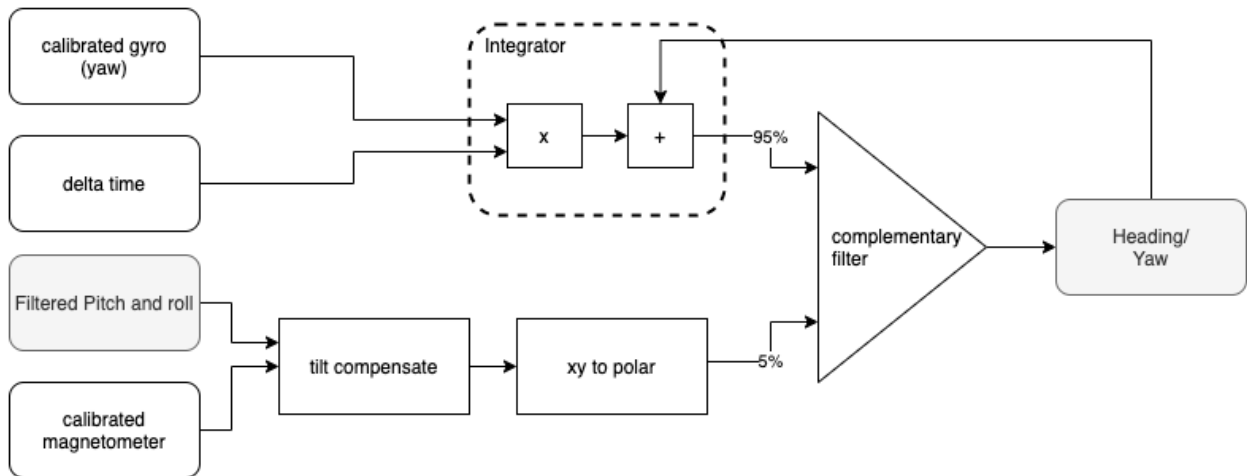 calibrated gyro
(yaw)
Integrator
x
+
95%
delta time
complementary
filter
Heading/
Yaw
Filtered Pitch and roll
tilt compensate
xy to polar
5%
calibrated
magnetometer